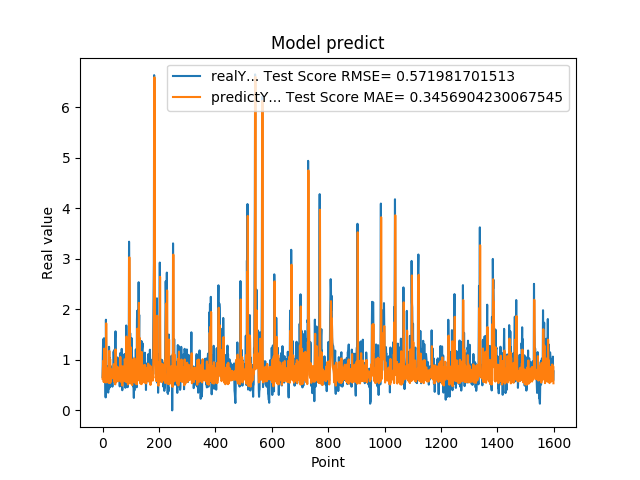 Model predict
realY... Test Score RMSE= 0.571981701513
predictY... Test Score MAE= 0.3456904230067545
Real value
6
5
4
3
2
1
0
0 200 400 600 800 1000 1200 1400 1600
Point